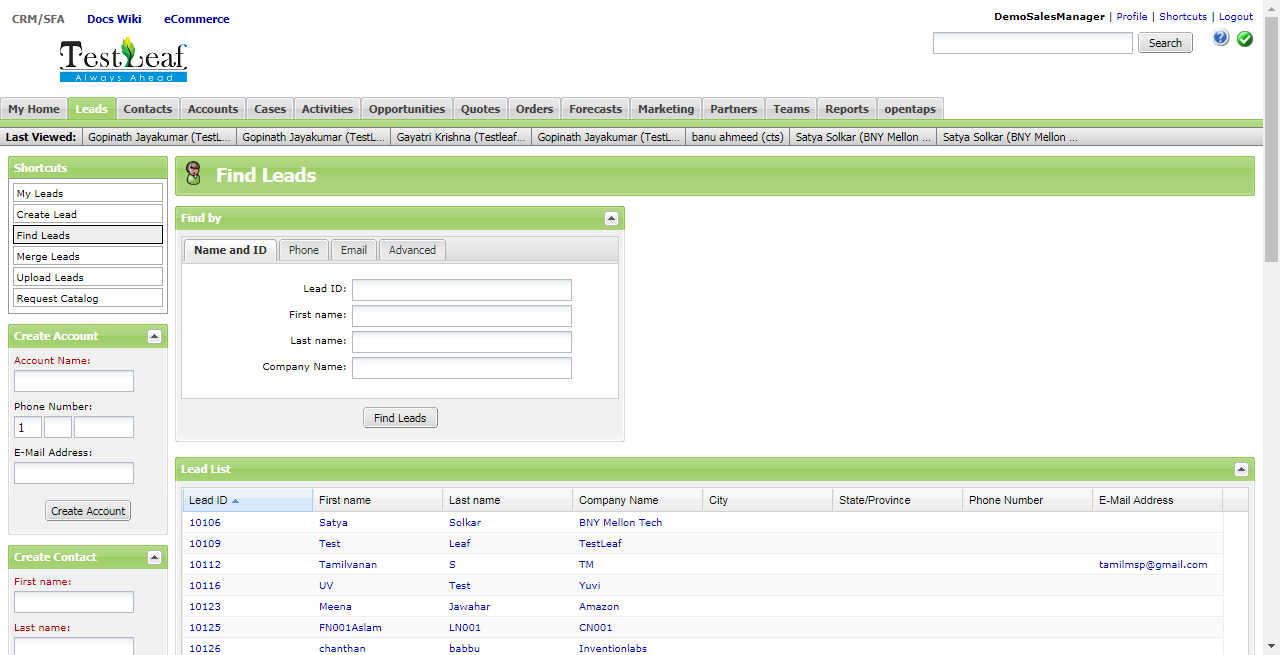 CRM/SFA Docs Wiki eCommerce
DemoSalesManager | Profile | Shortcuts | Logout
TestLeaf
Always Ahead
Search
My Home Leads Contacts Accounts Cases Activities Opportunities Quotes Orders Forecasts Marketing Partners Teams Reports opentaps
Last Viewed: Gopinath Jayakumar (TestL... Gopinath Jayakumar (TestL... Gayatri Krishna (Testleaf... Gopinath Jayakumar (TestL... banu ahmeed (cts) Satya Solkar (BNY Mellon ... Satya Solkar (BNY Mellon ...
Shortcuts
My Leads
Create Lead
Find Leads
Merge Leads
Upload Leads
Request Catalog
Create Account
Account Name:
Phone Number:
1
E-Mail Address:
Create Account
Create Contact
First name:
Last name:
Find Leads
Find by
Name and ID Phone Email Advanced
Lead ID:
First name:
Last name:
Company Name:
Find Leads
Lead List
Lead ID First name Last name Company Name City State/Province Phone Number E-Mail Address
10106 Satya Solkar BNY Mellon Tech
10109 Test Leaf TestLeaf
10112 Tamilvanan S TM tamilmsp@gmail.com
10116 UV Test Yuvi
10123 Meena Jawahar Amazon
10125 FN001Aslam LN001 CN001
10126 chanthan babbu Inventionlabs